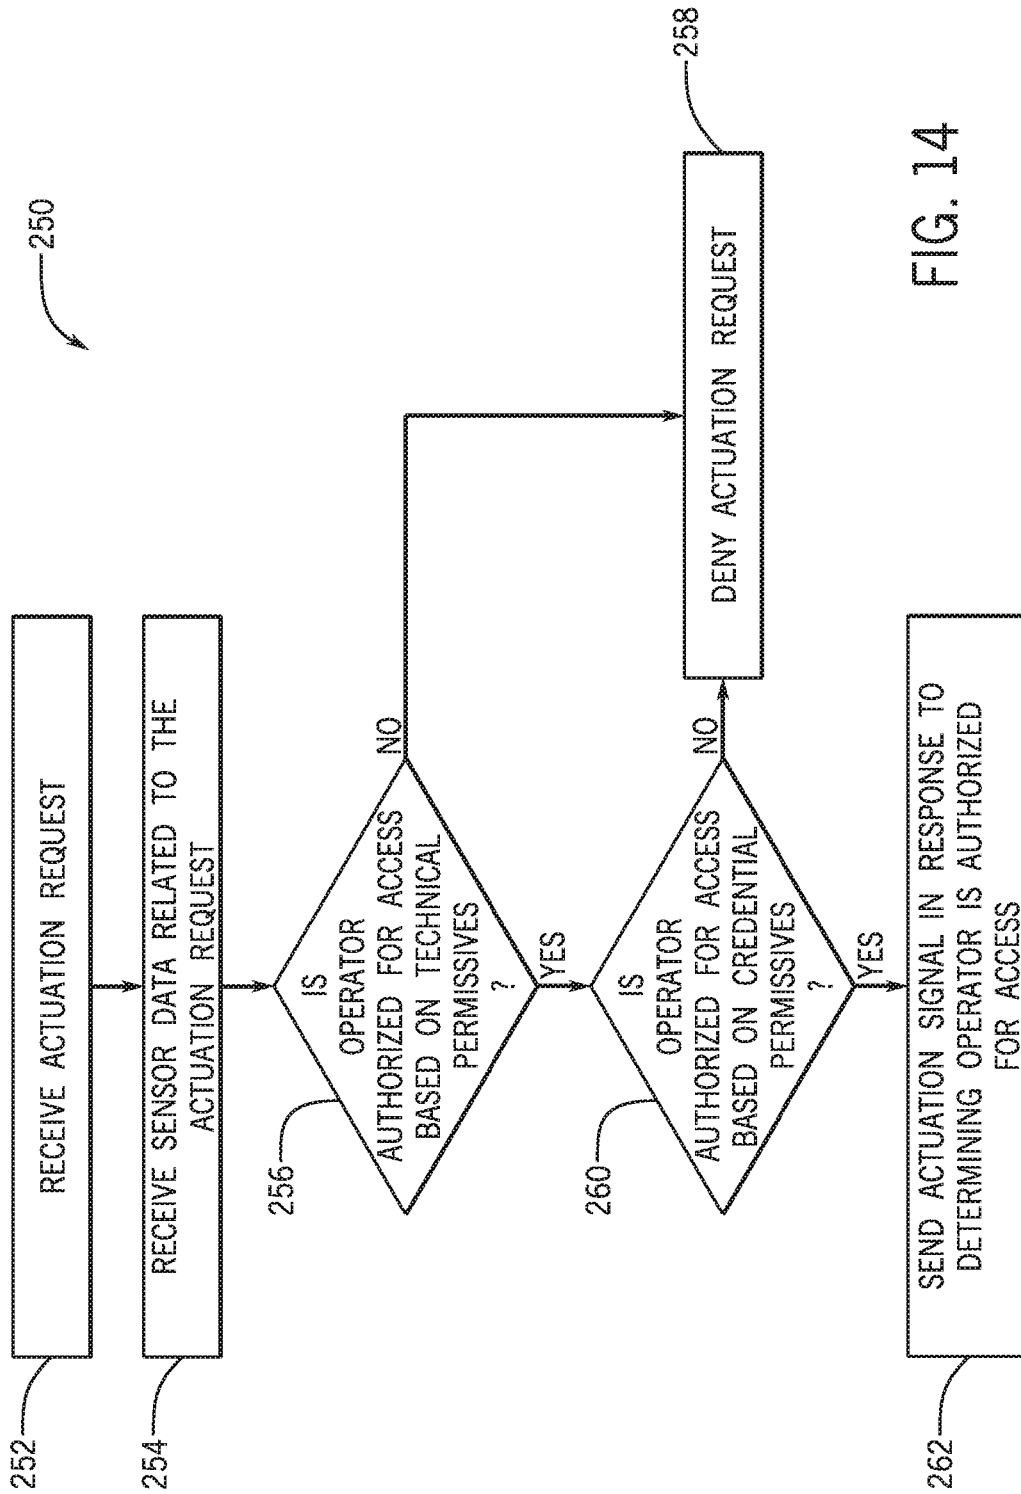 250
252
RECEIVE ACTUATION REQUEST
254
RECEIVE SENSOR DATA RELATED TO THE
ACTUATION REQUEST
256
IS
OPERATOR
AUTHORIZED FOR ACCESS
BASED ON TECHNICAL
PERMISSIVES
?
NO
YES
260
IS
OPERATOR
AUTHORIZED FOR ACCESS
BASED ON CREDENTIAL
PERMISSIVES
?
NO
YES
258
DENY ACTUATION REQUEST
262
SEND ACTUATION SIGNAL IN RESPONSE TO
DETERMINING OPERATOR IS AUTHORIZED
FOR ACCESS
FIG. 14